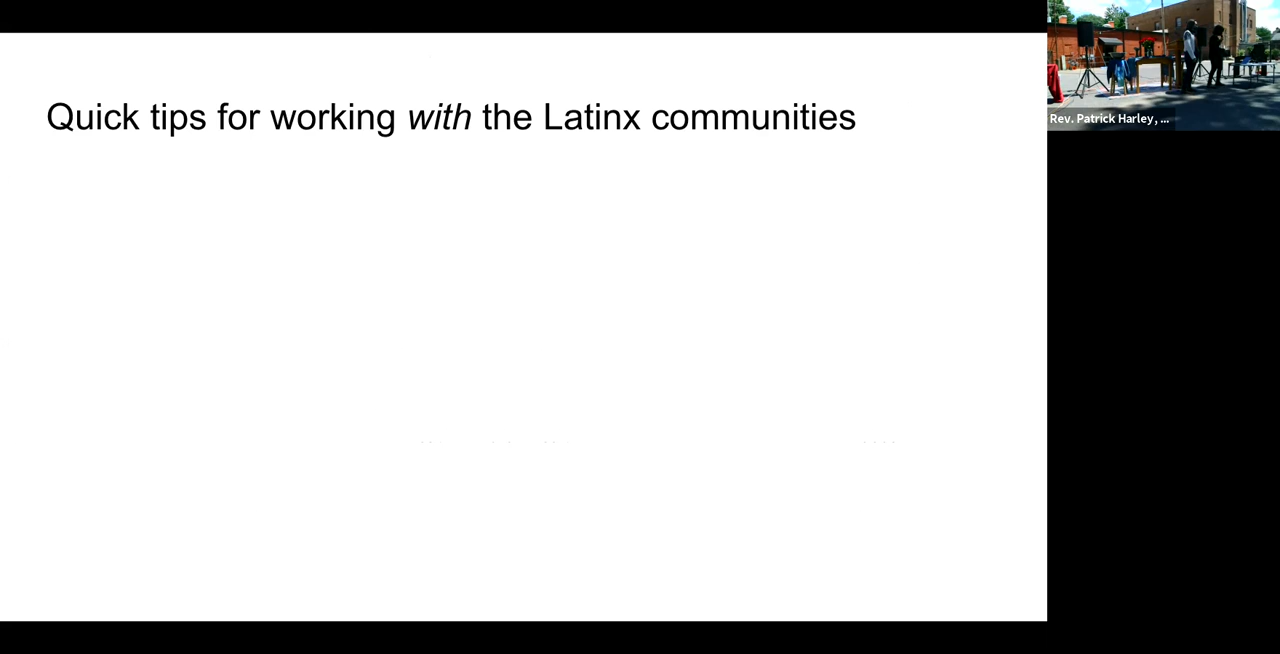 Quick tips for working with the Latinx communities
Rev. Patrick Harley, ...